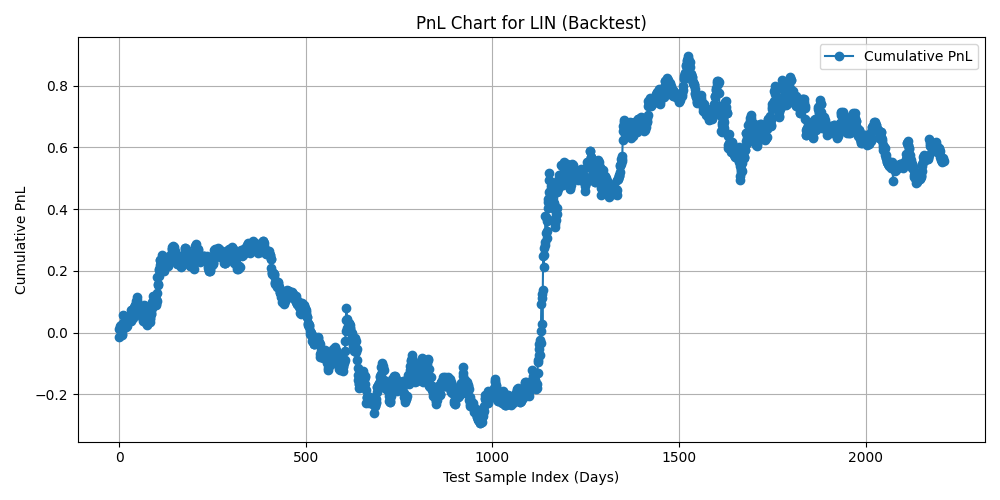 PnL Chart for LIN (Backtest)
Cumulative PnL
Cumulative PnL
0.8
0.6
0.4
0.2
0.0
−0.2
0 500 1000 1500 2000
Test Sample Index (Days)